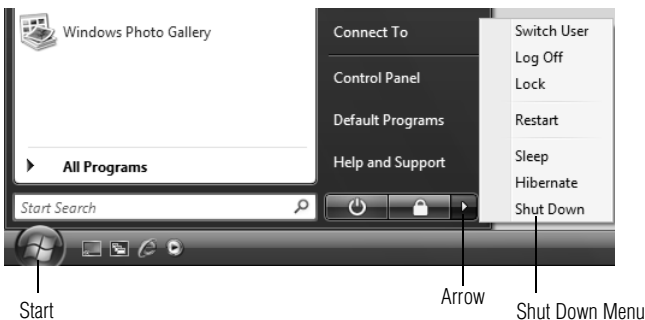 Windows Photo Gallery
All Programs
Start Search
Connect To
Control Panel
Default Programs
Help and Support
Switch User
Log Off
Lock
Restart
Sleep
Hibernate
Shut Down
Start
Arrow
Shut Down Menu